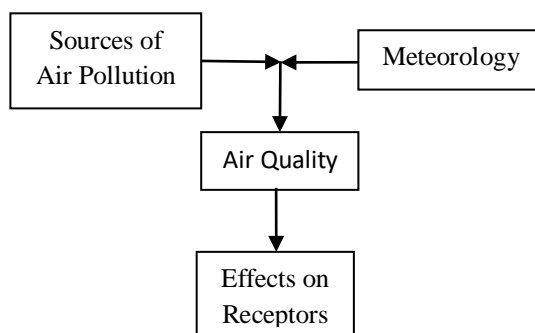 Sources of
Air Pollution
Meteorology
Air Quality
Effects on
Receptors